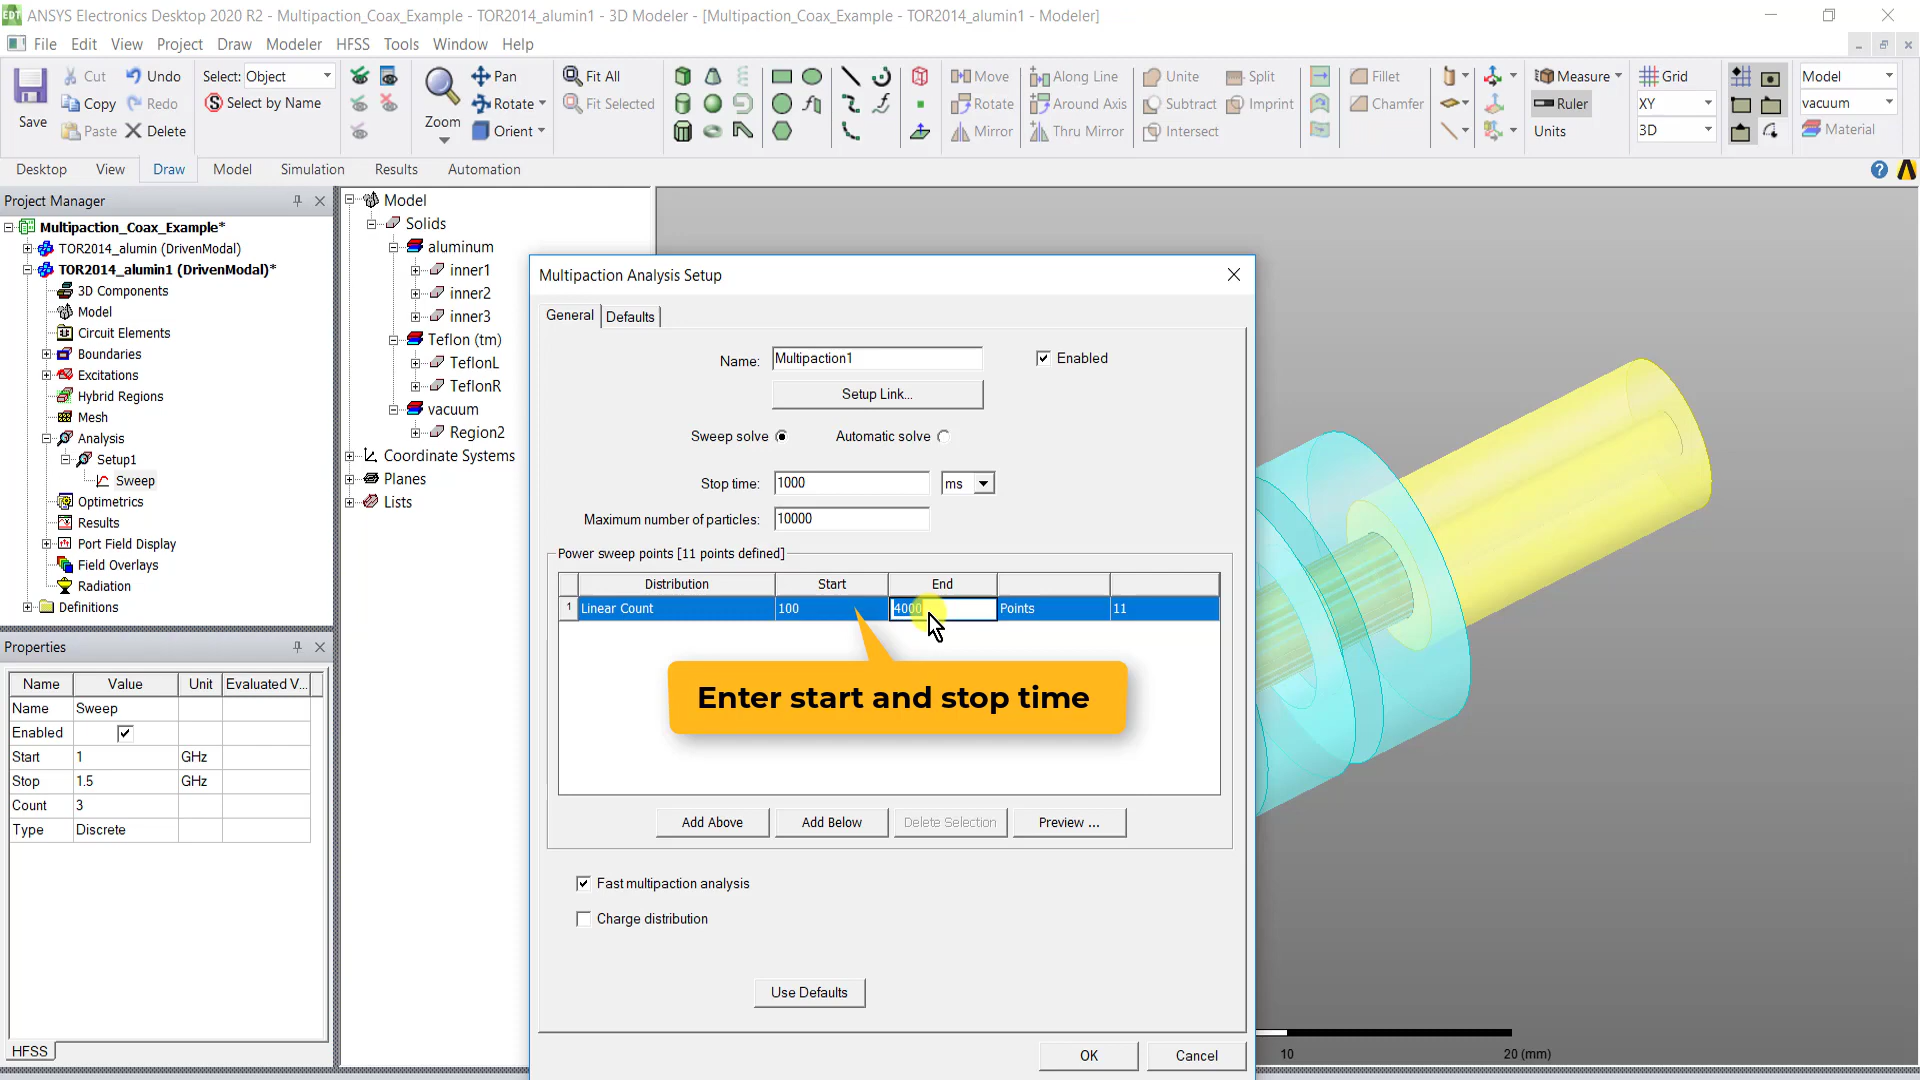 ANSYS Electronics Desktop 2020 R2 - Multipaction_Coax_Example - TOR2014_alumin1 - 3D Modeler - [Multipaction_Coax_Example - TOR2014_alumin1 - Modeler]
File Edit View Project Draw Modeler HFSS Tools Window Help
Save
Cut
Copy
Paste
Undo
Redo
Delete
Select: Object
Select by Name
Zoom
Pan
Rotate
Orient
Fit All
Fit Selected
Move
Rotate
Mirror
Along Line
Around Axis
Thru Mirror
Unite
Subtract
Intersect
Split
Imprint
Fillet
Chamfer
Measure
Ruler
Units
Grid
XY
3D
Model
vacuum
Material
Desktop View Draw Model Simulation Results Automation
Project Manager
Multipaction_Coax_Example*
TOR2014_alumin (DrivenModal)
TOR2014_alumin1 (DrivenModal)*
3D Components
Model
Circuit Elements
Boundaries
Excitations
Hybrid Regions
Mesh
Analysis
Setup1
Sweep
Optimetrics
Results
Port Field Display
Field Overlays
Radiation
Definitions
Properties
Name Value Unit Evaluated V...
Name Sweep
Enabled
Start 1 GHz
Stop 1.5 GHz
Count 3
Type Discrete
HFSS
Model
Solids
aluminum
inner1
inner2
inner3
Teflon (tm)
TeflonL
TeflonR
vacuum
Region2
Coordinate Systems
Planes
Lists
Multipaction Analysis Setup
General Defaults
Name: Multipaction1 Enabled
Setup Link...
Sweep solve Automatic solve
Stop time: 1000 ms
Maximum number of particles: 10000
Power sweep points [11 points defined]
Distribution Start End
1 Linear Count 100 4000 Points 11
Enter start and stop time
Add Above Add Below Delete Selection Preview ...
Fast multipaction analysis
Charge distribution
Use Defaults
OK Cancel
10 20 (mm)